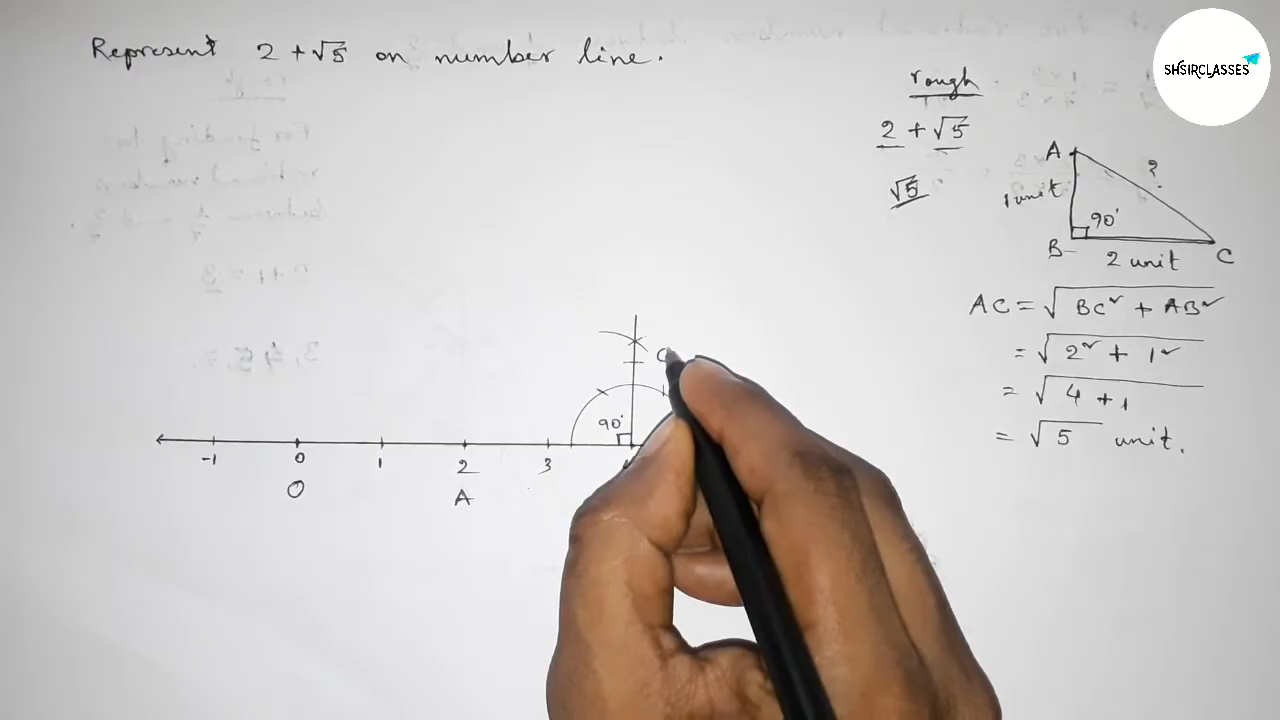 Represent 2 + √5 on number line.
SHSIRCLASSES
rough
2 + √5
√5
A
1 unit
?
90°
B
2 unit
C
AC = √BC² + AB²
= √2² + 1²
= √4 + 1
= √5 unit.
C
90°
-1 0 1 2 3
O A